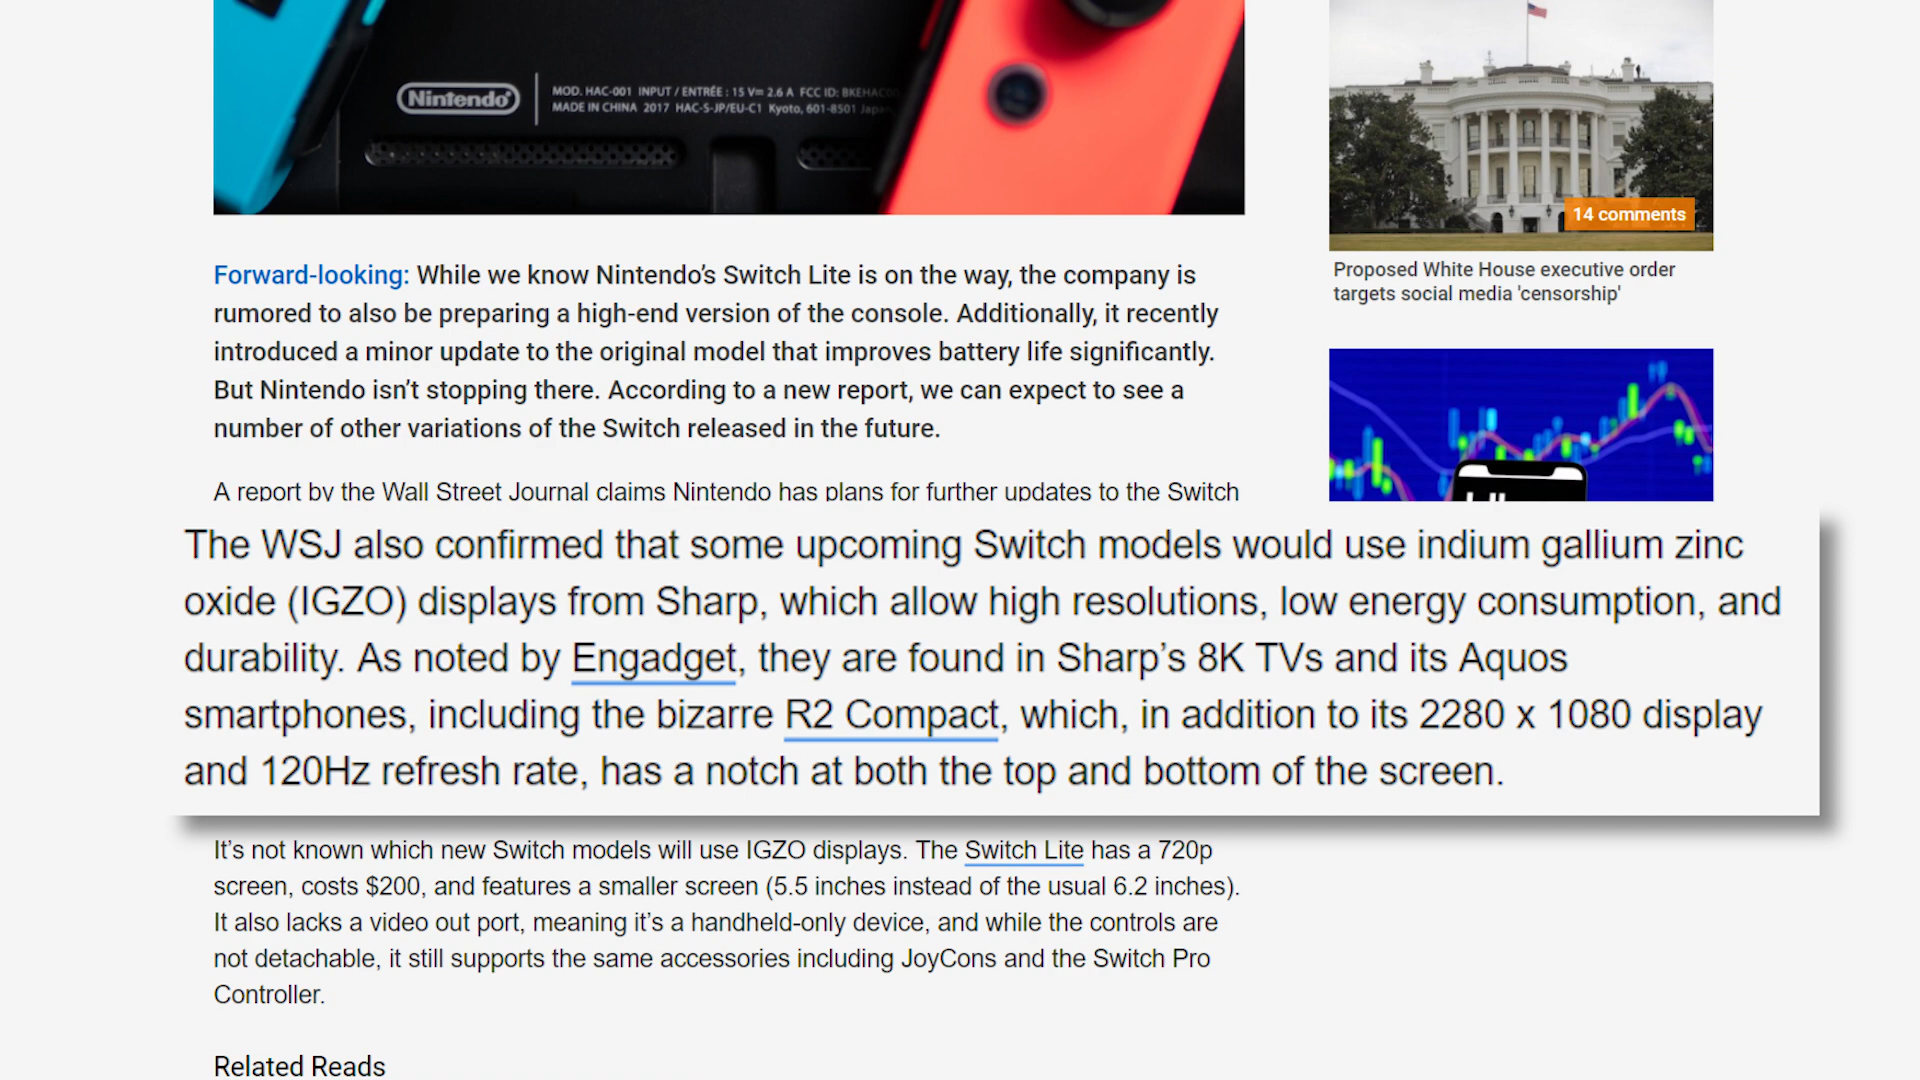 Nintendo
MOD. HAC-001 INPUT / ENTRÉE : 15 V⎓ 2.6 A FCC ID: BKEHAC
MADE IN CHINA 2017 HAC-S-JP/EU-C1 Kyoto, 601-8501 Japan
14 comments
Proposed White House executive order
targets social media 'censorship'
Forward-looking: While we know Nintendo’s Switch Lite is on the way, the company is
rumored to also be preparing a high-end version of the console. Additionally, it recently
introduced a minor update to the original model that improves battery life significantly.
But Nintendo isn’t stopping there. According to a new report, we can expect to see a
number of other variations of the Switch released in the future.
A report by the Wall Street Journal claims Nintendo has plans for further updates to the Switch
The WSJ also confirmed that some upcoming Switch models would use indium gallium zinc
oxide (IGZO) displays from Sharp, which allow high resolutions, low energy consumption, and
durability. As noted by Engadget, they are found in Sharp’s 8K TVs and its Aquos
smartphones, including the bizarre R2 Compact, which, in addition to its 2280 x 1080 display
and 120Hz refresh rate, has a notch at both the top and bottom of the screen.
It’s not known which new Switch models will use IGZO displays. The Switch Lite has a 720p
screen, costs $200, and features a smaller screen (5.5 inches instead of the usual 6.2 inches).
It also lacks a video out port, meaning it’s a handheld-only device, and while the controls are
not detachable, it still supports the same accessories including JoyCons and the Switch Pro
Controller.
Related Reads